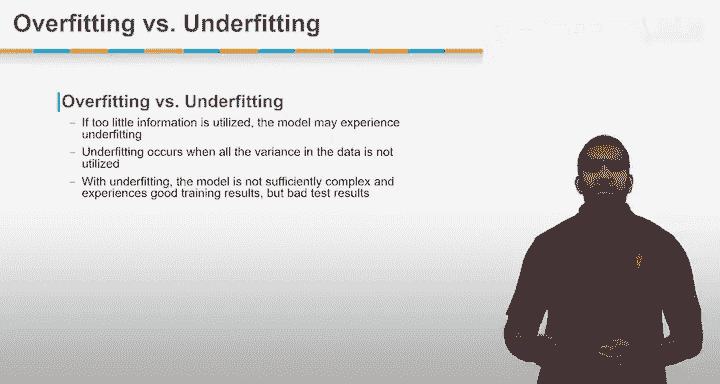 Overfitting vs. Underfitting
Overfitting vs. Underfitting
– If too little information is utilized, the model may experience
underfitting
– Underfitting occurs when all the variance in the data is not
utilized
– With underfitting, the model is not sufficiently complex and
experiences good training results, but bad test results